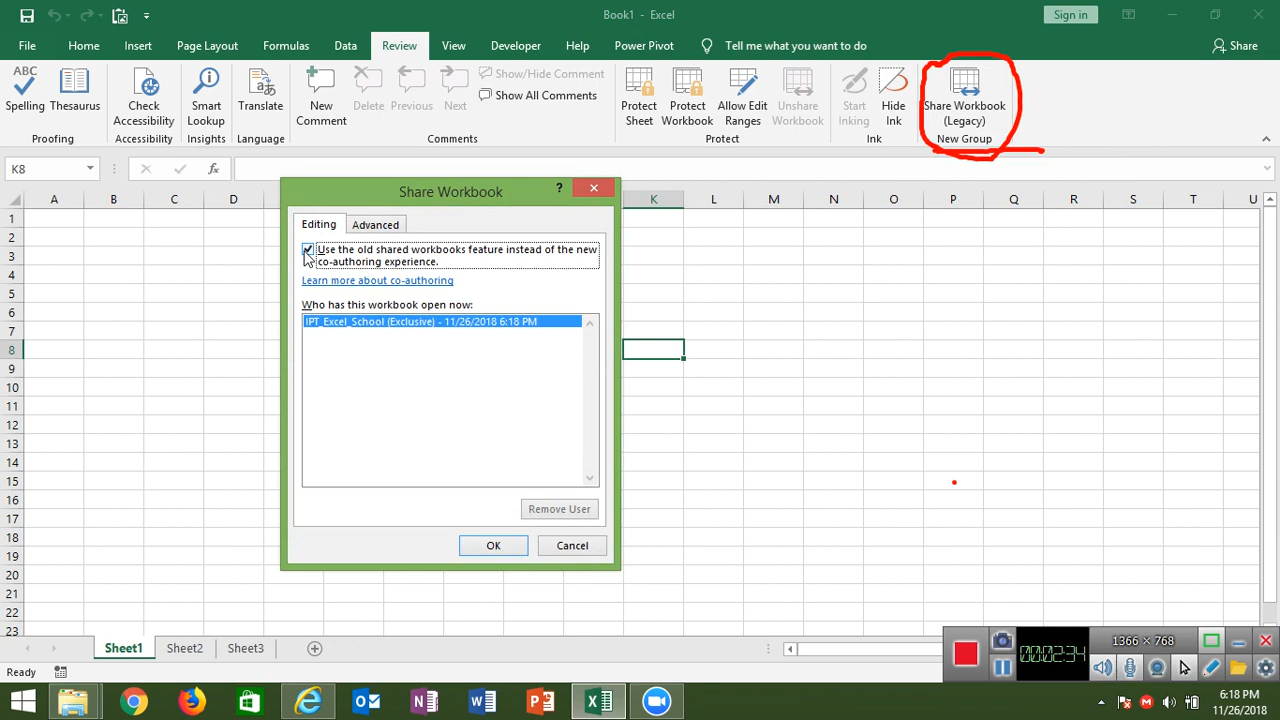 Book1 - Excel
Sign in
File Home Insert Page Layout Formulas Data Review View Developer Help Power Pivot Tell me what you want to do Share
ABC
Spelling Thesaurus Check Accessibility Smart Lookup Translate New Comment Delete Previous Next Show/Hide Comment
Show All Comments
Protect Sheet Protect Workbook Allow Edit Ranges Unshare Workbook Start Inking Hide Ink Share Workbook (Legacy)
Proofing Accessibility Insights Language Comments Protect Ink New Group
K8 fx
A B C D K L M N O P Q R S T U
1
2
3
4
5
6
7
8
9
10
11
12
13
14
15
16
17
18
19
20
21
22
23
Share Workbook ?
Editing Advanced
Use the old shared workbooks feature instead of the new
co-authoring experience.
Learn more about co-authoring
Who has this workbook open now:
IPT_Excel_School (Exclusive) - 11/26/2018 6:18 PM
Remove User
OK Cancel
Sheet1 Sheet2 Sheet3
Ready
1366 × 768
00:02:34
6:18 PM
11/26/2018